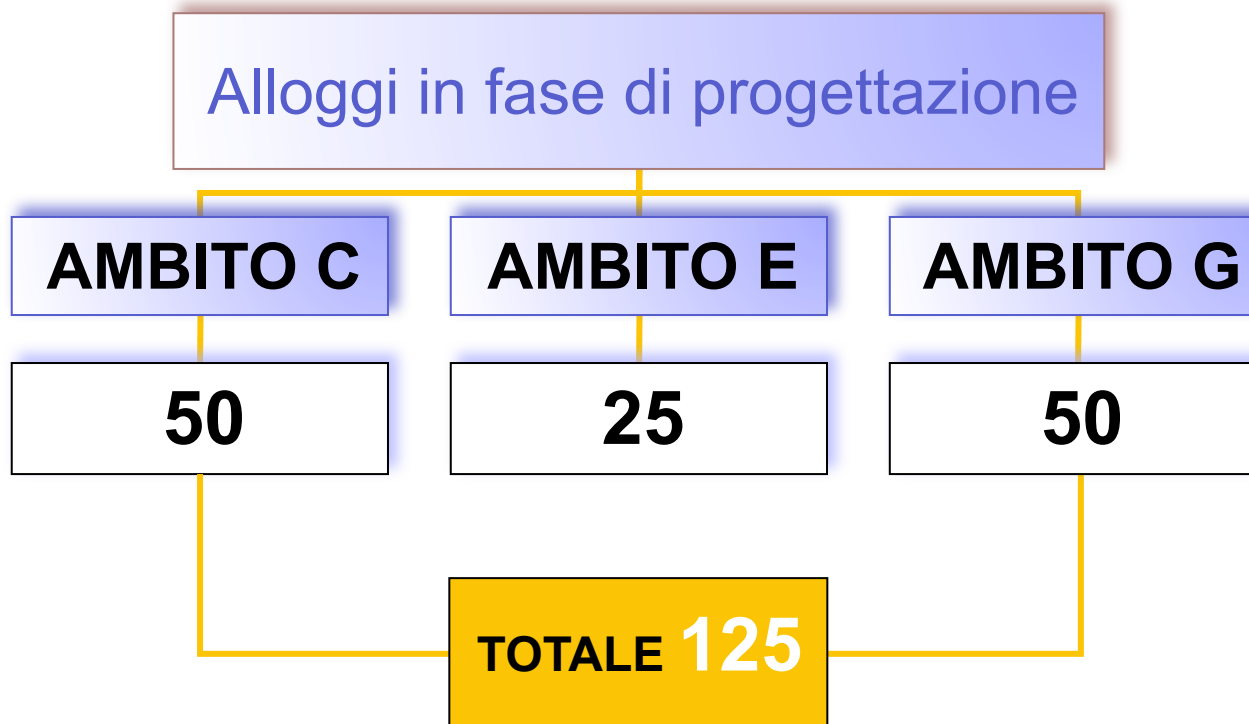 Alloggi in fase di progettazione
AMBITO C
AMBITO E
AMBITO G
50
25
50
TOTALE 125